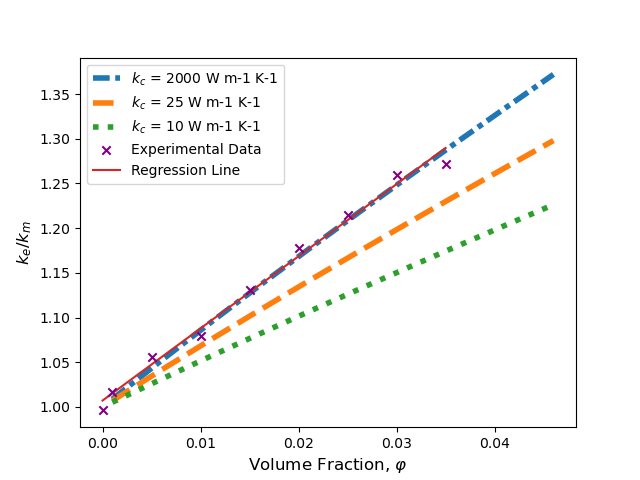 k_c = 2000 W m-1 K-1
k_c = 25 W m-1 K-1
k_c = 10 W m-1 K-1
Experimental Data
Regression Line
1.35
1.30
1.25
1.20
1.15
1.10
1.05
1.00
k_e/k_m
0.00 0.01 0.02 0.03 0.04
Volume Fraction, φ